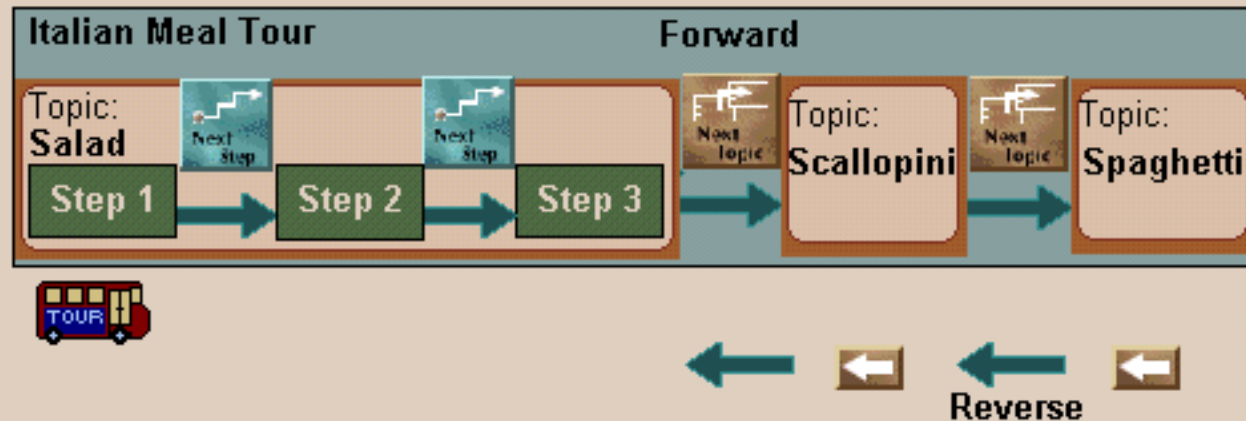 Italian Meal Tour
Forward
Topic:
Salad
Next
Step
Next
Step
Next
Topic
Topic:
Scallopini
Next
Topic
Topic:
Spaghetti
Step 1
Step 2
Step 3
TOUR
Reverse